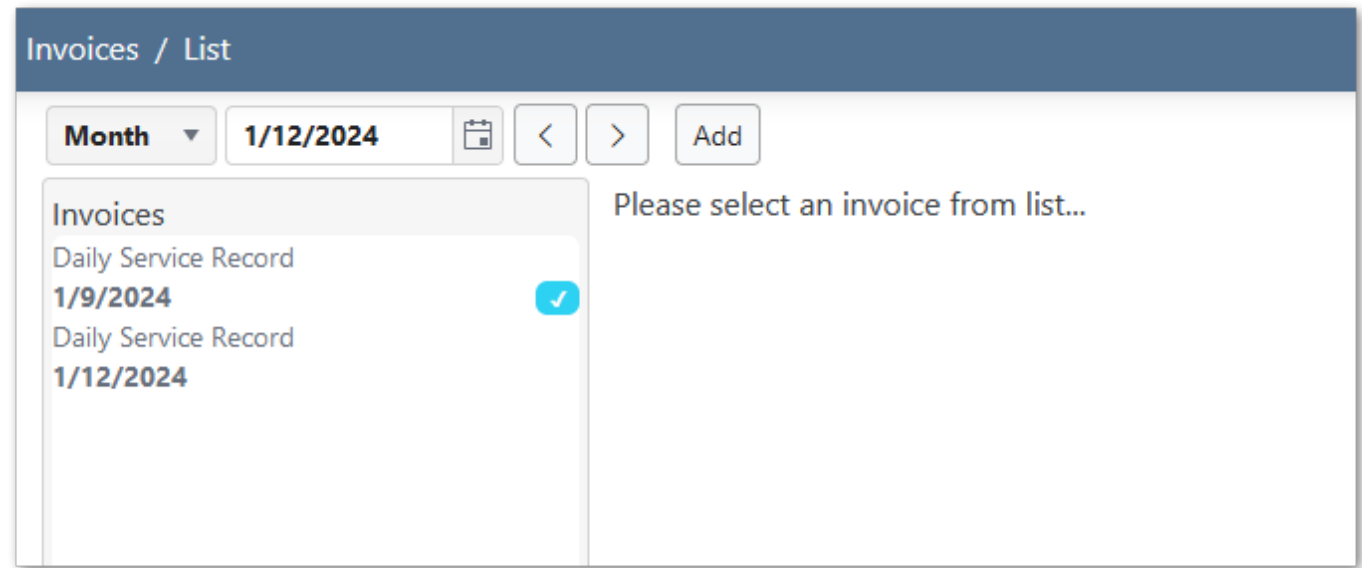 Invoices / List
Month 1/12/2024 Add
Invoices
Daily Service Record
1/9/2024
Daily Service Record
1/12/2024
Please select an invoice from list...